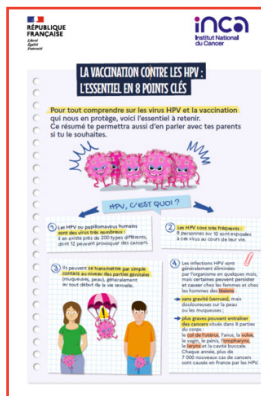 RÉPUBLIQUE
FRANÇAISE
Liberté
Égalité
Fraternité
inca
Institut National
du Cancer
LA VACCINATION CONTRE LES HPV :
L'ESSENTIEL EN 8 POINTS CLÉS
Pour tout comprendre sur les virus HPV et la vaccination
qui nous en protège, voici l'essentiel à retenir.
Ce résumé te permettra aussi d'en parler avec tes parents
si tu le souhaites.
HPV, C'EST QUOI ?
1 Les HPV ou papillomavirus humains
sont des virus très nombreux :
il en existe près de 200 types différents,
dont 12 peuvent provoquer des cancers.
2 Les HPV sont très fréquents :
8 personnes sur 10 sont exposées
à ces virus au cours de leur vie.
3 Ils peuvent se transmettre par simple
contact au niveau des parties génitales
(muqueuses, peau), généralement
au tout début de la vie sexuelle.
4 Les infections HPV sont
généralement éliminées
par l'organisme en quelques mois,
mais certaines peuvent persister
et causer chez les femmes et chez
les hommes des lésions :
→ sans gravité (verrues), mais
douloureuses sur la peau
ou les muqueuses ;
→ plus graves pouvant entraîner
des cancers situés dans 8 parties
du corps :
le col de l'utérus, l'anus, la vulve,
le vagin, le pénis, l'oropharynx,
le larynx et la cavité buccale.
Chaque année, plus de
7 000 nouveaux cas de cancers
sont causés en France par les HPV.